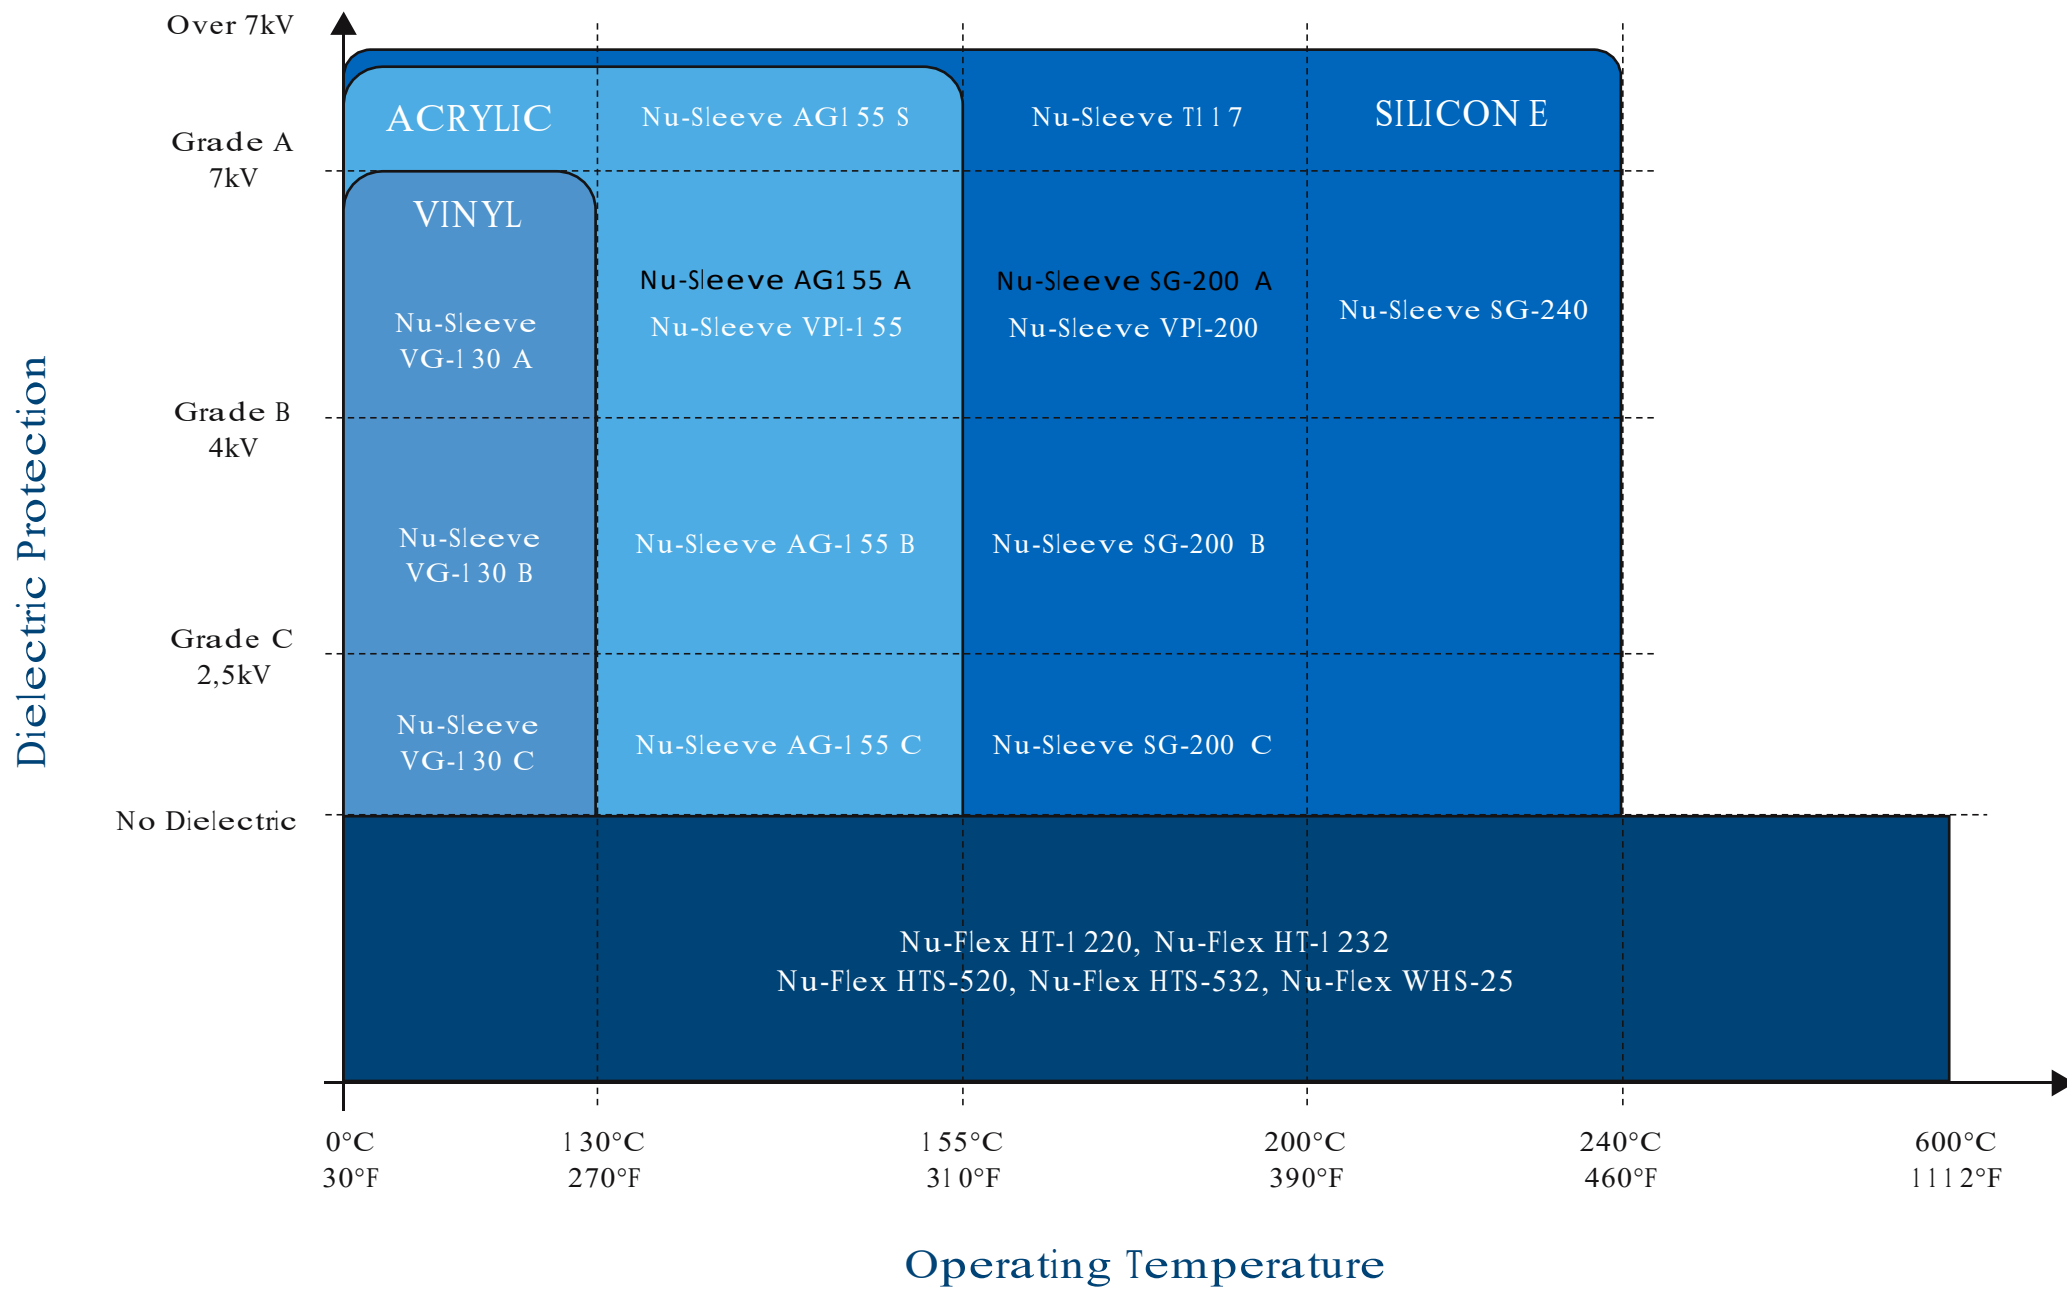 Over 7kV
ACRYLIC
Nu-Sleeve AG155 S
Nu-Sleeve T117
SILICONE
Grade A
7kV
VINYL
Nu-Sleeve
VG-130 A
Nu-Sleeve AG155 A
Nu-Sleeve VPI-155
Nu-Sleeve SG-200 A
Nu-Sleeve VPI-200
Nu-Sleeve SG-240
Grade B
4kV
Nu-Sleeve
VG-130 B
Nu-Sleeve AG-155 B
Nu-Sleeve SG-200 B
Grade C
2,5kV
Nu-Sleeve
VG-130 C
Nu-Sleeve AG-155 C
Nu-Sleeve SG-200 C
No Dielectric
Dielectric Protection
Nu-Flex HT-1220, Nu-Flex HT-1232
Nu-Flex HTS-520, Nu-Flex HTS-532, Nu-Flex WHS-25
0°C
30°F
130°C
270°F
155°C
310°F
200°C
390°F
240°C
460°F
600°C
1112°F
Operating Temperature